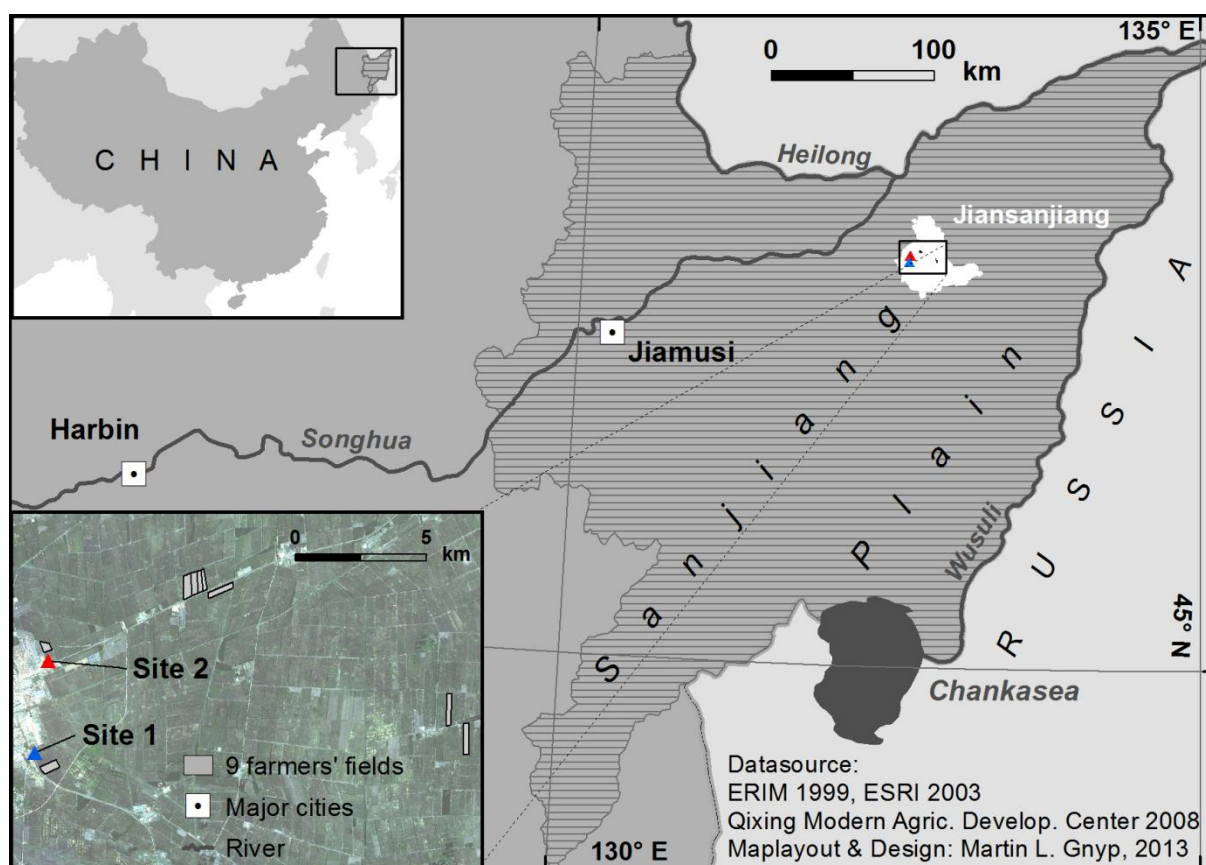 135° E
0 100
km
C H I N A
Heilong
Jiansanjiang
Jiamusi
Harbin
Songhua
Sanjiang
Plain
Wusuli
RUSSIA
45° N
Chankasea
130° E
0 5
km
Site 2
Site 1
9 farmers' fields
Major cities
River
Datasource:
ERIM 1999, ESRI 2003
Qixing Modern Agric. Develop. Center 2008
Maplayout & Design: Martin L. Gnyp, 2013